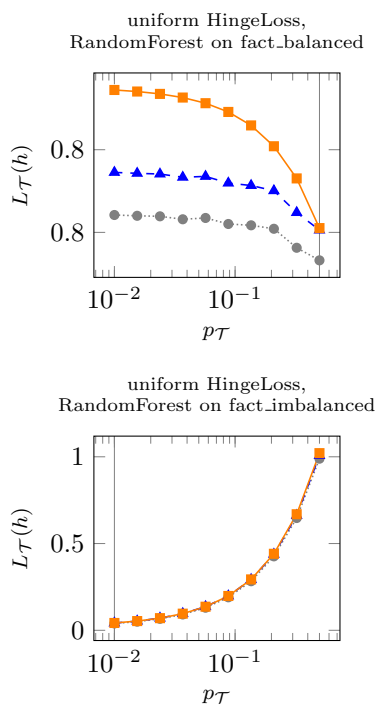 uniform HingeLoss,
RandomForest on fact_balanced
0.8
0.8
L𝒯(h)
10⁻² 10⁻¹
p𝒯
uniform HingeLoss,
RandomForest on fact_imbalanced
1
0.5
0
L𝒯(h)
10⁻² 10⁻¹
p𝒯